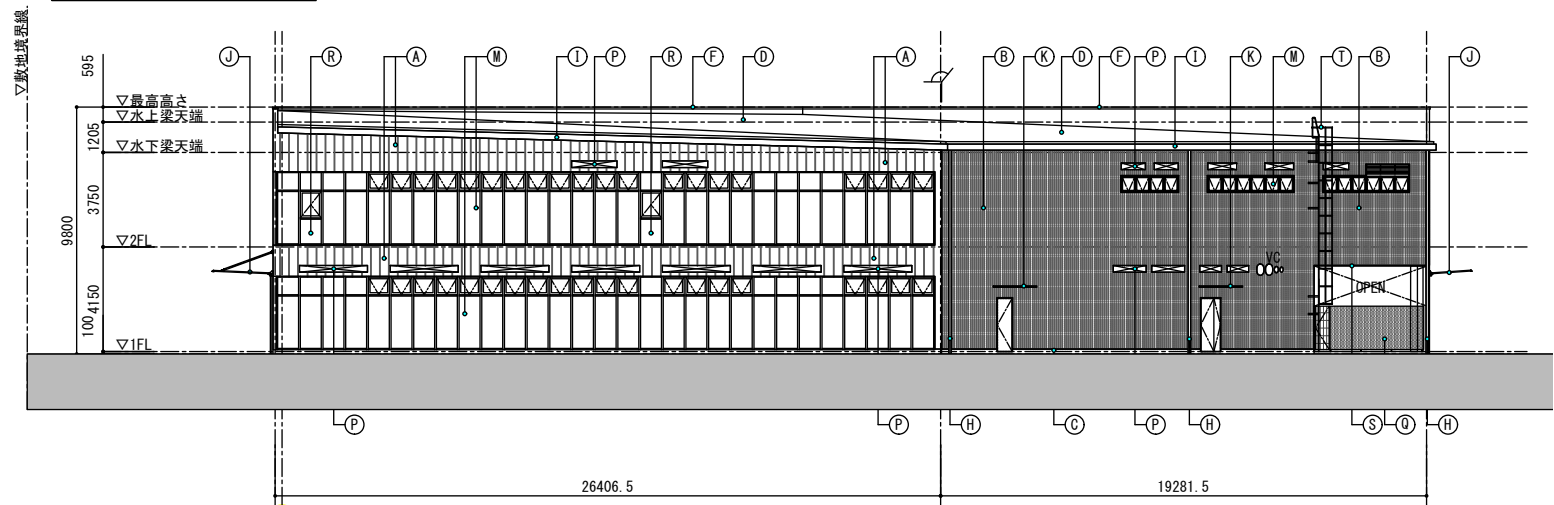 ▽敷地境界線
J R A M I P F D R A B K D F P I K M T B J
595
▽最高高さ
▽水上梁天端
1205
▽水下梁天端
3750
9800
▽2FL
VC
OPEN
4150
100
▽1FL
P P H C P H S Q H
26406.5 19281.5